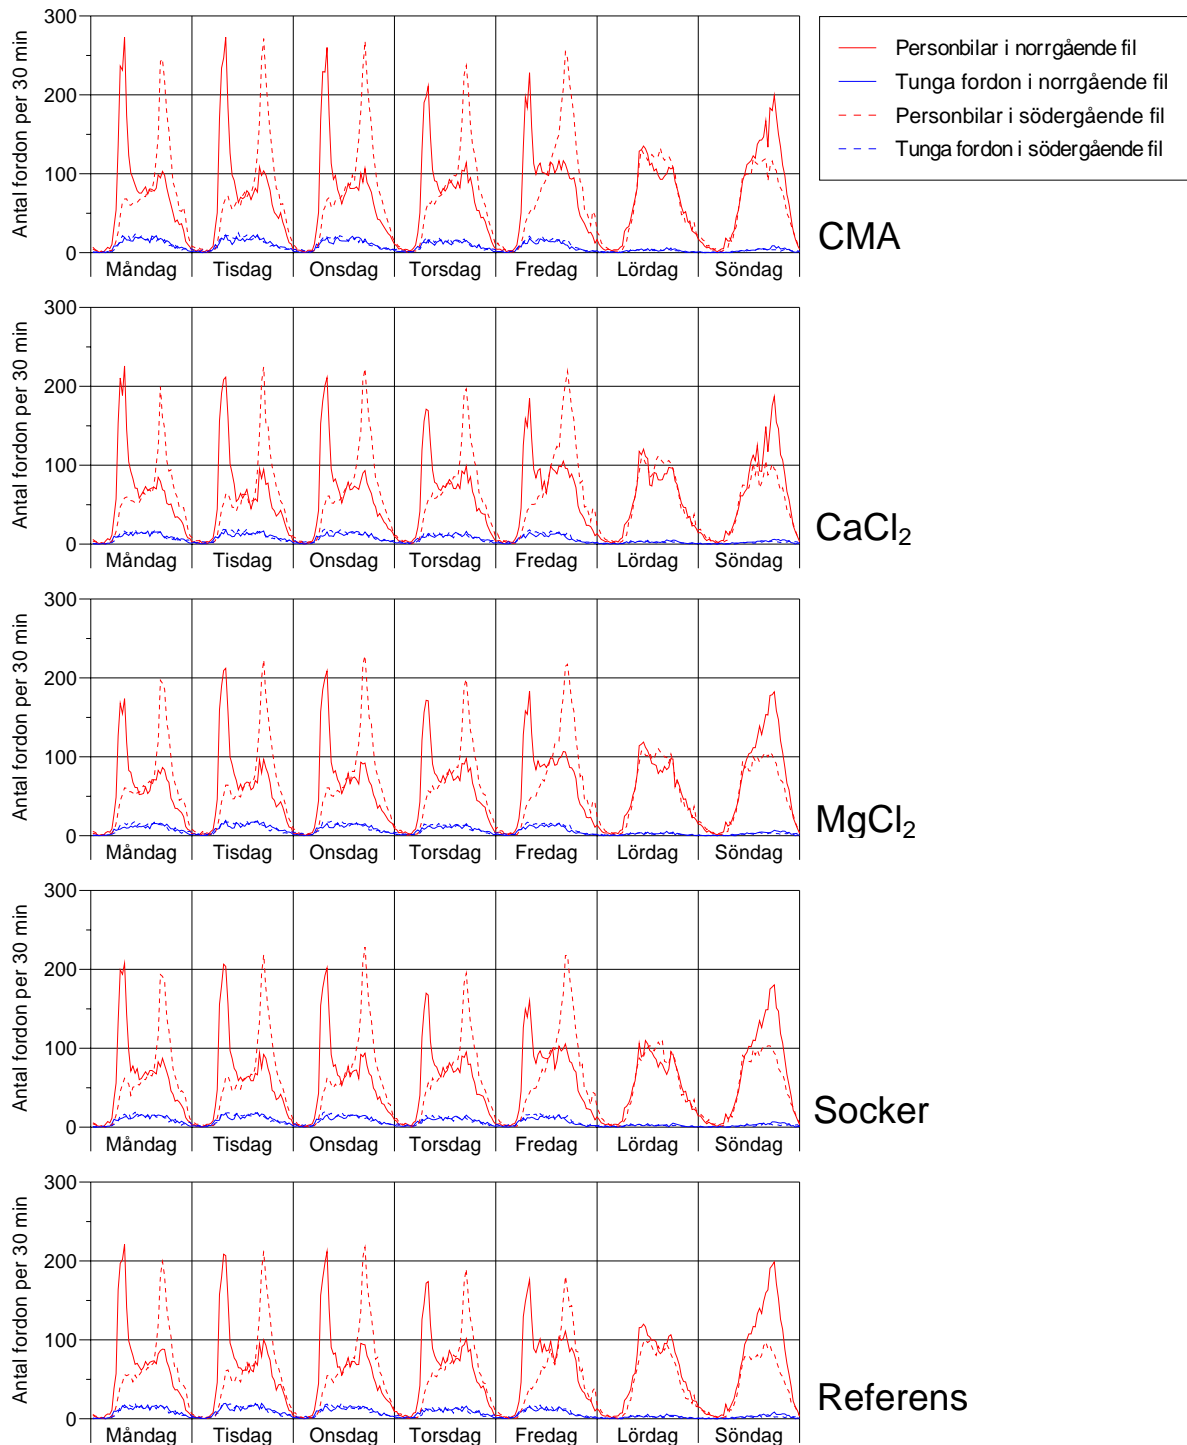 Personbilar i norrgående fil
Tunga fordon i norrgående fil
Personbilar i södergående fil
Tunga fordon i södergående fil
Antal fordon per 30 min
300
200
100
0
Måndag Tisdag Onsdag Torsdag Fredag Lördag Söndag
CMA
Antal fordon per 30 min
300
200
100
0
Måndag Tisdag Onsdag Torsdag Fredag Lördag Söndag
CaCl₂
Antal fordon per 30 min
300
200
100
0
Måndag Tisdag Onsdag Torsdag Fredag Lördag Söndag
MgCl₂
Antal fordon per 30 min
300
200
100
0
Måndag Tisdag Onsdag Torsdag Fredag Lördag Söndag
Socker
Antal fordon per 30 min
300
200
100
0
Måndag Tisdag Onsdag Torsdag Fredag Lördag Söndag
Referens